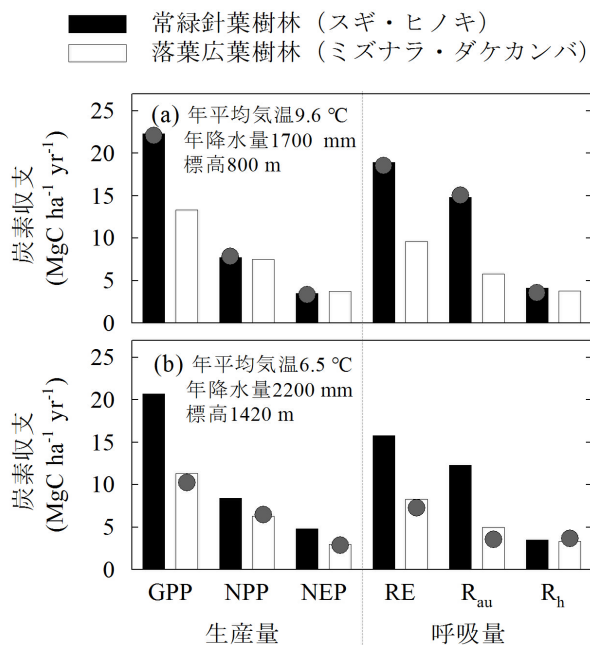 常緑針葉樹林（スギ・ヒノキ）
落葉広葉樹林（ミズナラ・ダケカンバ）
(a) 年平均気温9.6 ℃
年降水量1700 mm
標高800 m
炭素収支
(MgC ha⁻¹ yr⁻¹)
25
20
15
10
5
0
(b) 年平均気温6.5 ℃
年降水量2200 mm
標高1420 m
炭素収支
(MgC ha⁻¹ yr⁻¹)
25
20
15
10
5
0
GPP NPP NEP RE R_au R_h
生産量 呼吸量